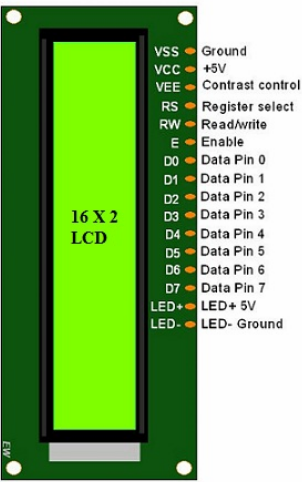 VSS Ground
VCC +5V
VEE Contrast control
RS Register select
RW Read/write
E Enable
D0 Data Pin 0
D1 Data Pin 1
D2 Data Pin 2
D3 Data Pin 3
D4 Data Pin 4
D5 Data Pin 5
D6 Data Pin 6
D7 Data Pin 7
LED+ LED+ 5V
LED- LED- Ground
16 X 2
LCD
EW